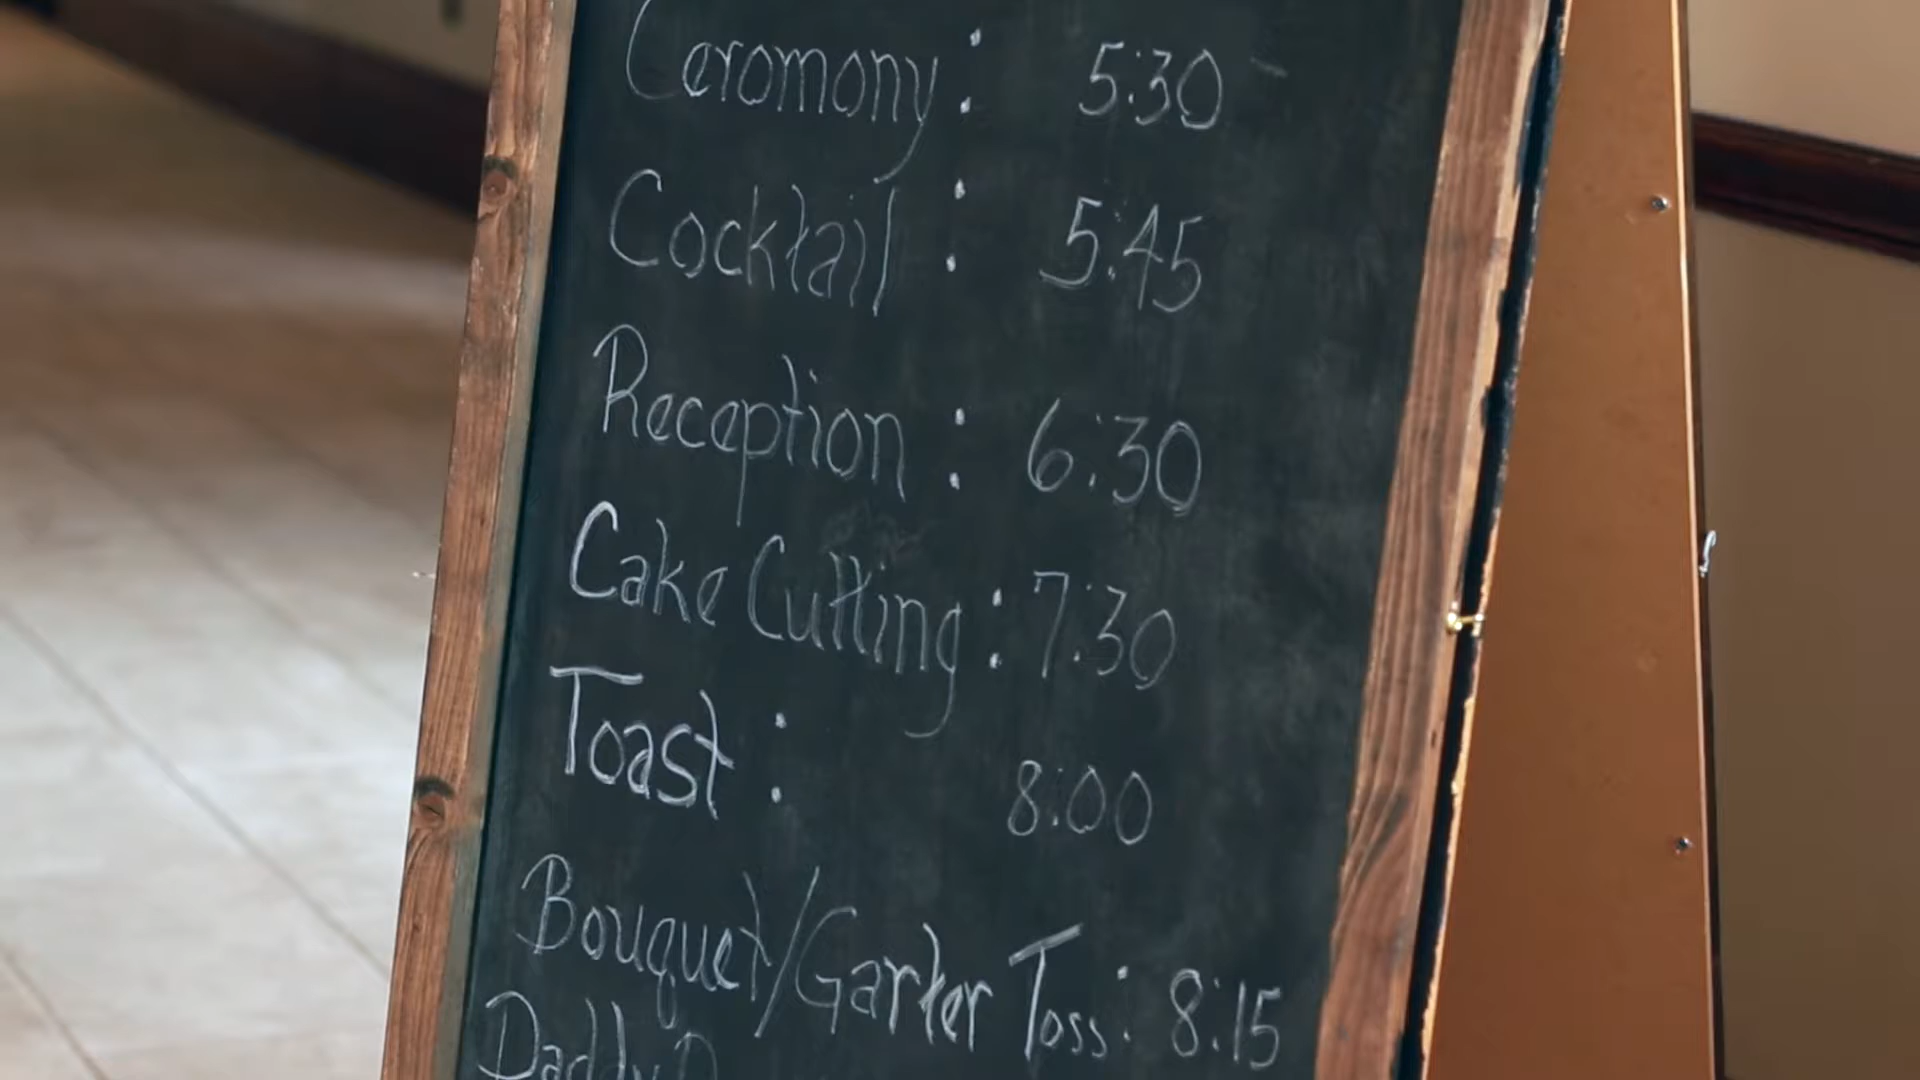 Ceromony : 5:30
Cocktail : 5:45
Reception : 6:30
Cake Cutting : 7:30
Toast : 8:00
Bouquet/Garter Toss : 8:15
Daddy